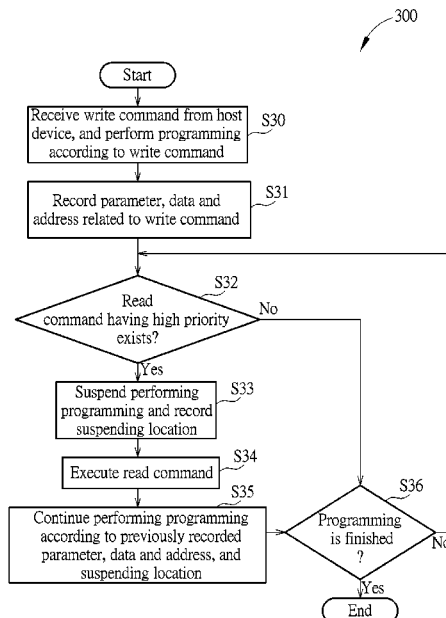 300
Start
Receive write command from host
device, and perform programming
according to write command
S30
Record parameter, data and
address related to write command
S31
Read
command having high priority
exists?
S32
No
Yes
Suspend performing
programming and record
suspending location
S33
Execute read command
S34
Continue performing programming
according to previously recorded
parameter, data and address, and
suspending location
S35
Programming
is finished
?
S36
No
Yes
End